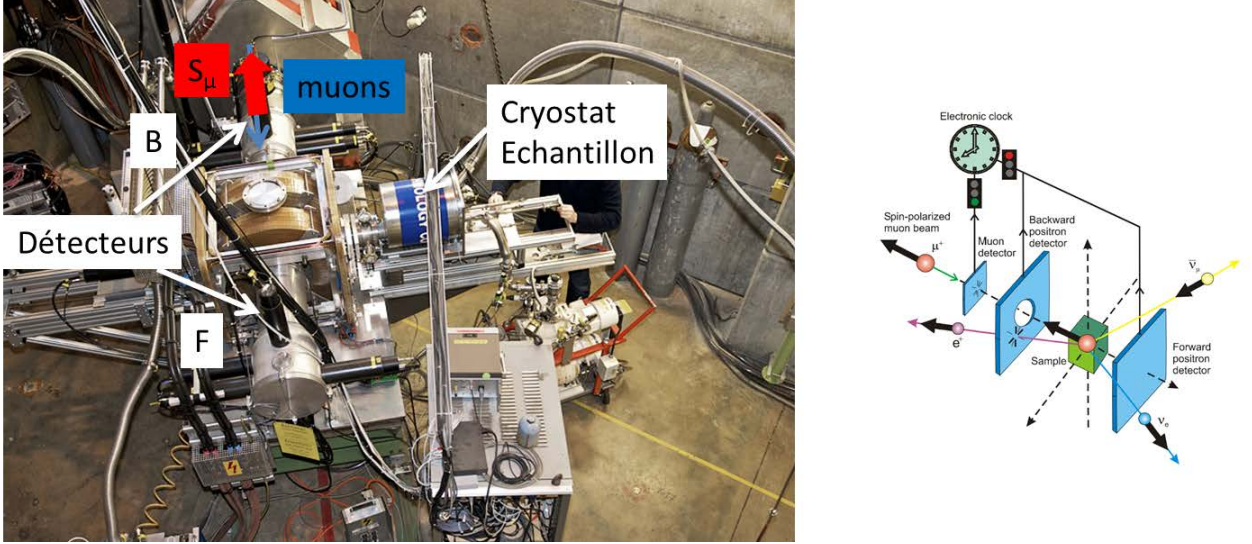 Sμ
muons
B
Cryostat
Echantillon
Détecteurs
F
Electronic clock
Spin-polarized
muon beam
μ+
Muon
detector
Backward
positron
detector
ν̄μ
e+
Sample
Forward
positron
detector
νe